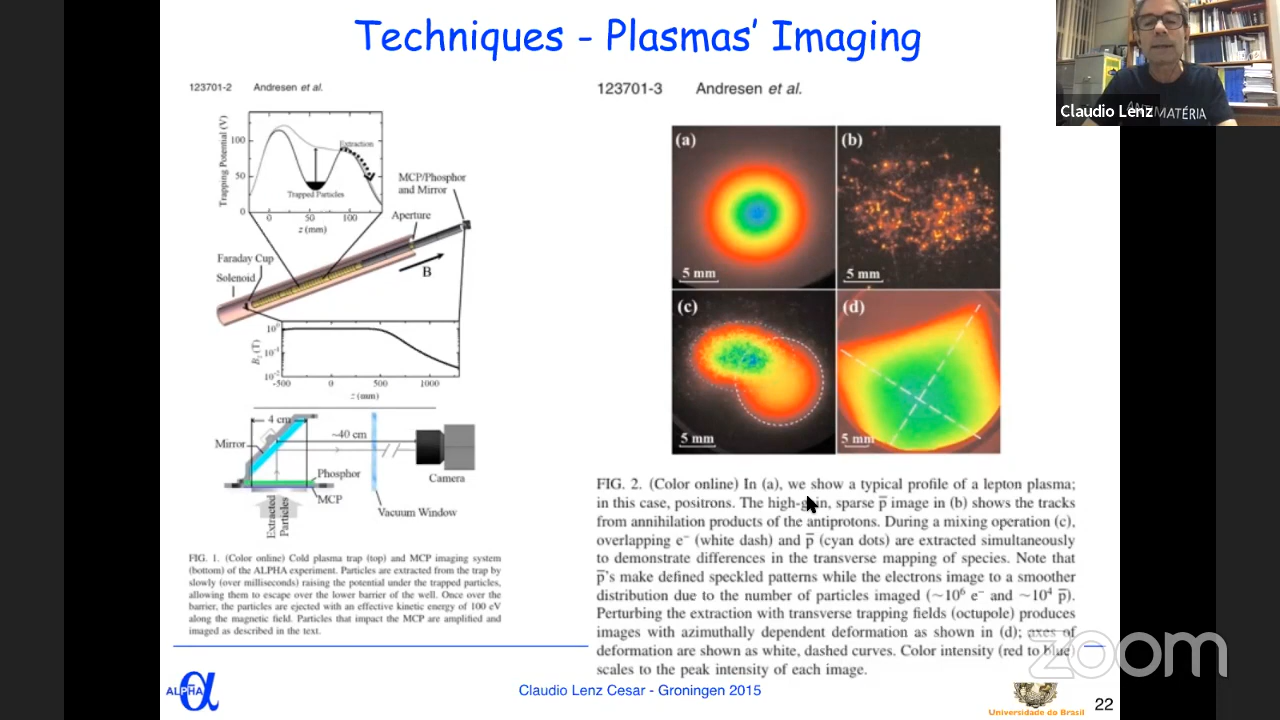 Techniques - Plasmas' Imaging
Claudio Lenz
MATÉRIA
123701-2 Andresen et al.
Trapping Potential (V)
100
50
0
Extraction
Trapped Particles
0 50 100
z (mm)
MCP/Phosphor
and Mirror
Aperture
B
Faraday Cup
Solenoid
B (T)
-500 0 500 1000
z (mm)
4 cm
Mirror
~40 cm
Phosphor
MCP
Camera
Extracted
Particles
Vacuum Window
FIG. 1. (Color online) Cold plasma trap (top) and MCP imaging system
(bottom) of the ALPHA experiment. Particles are extracted from the trap by
slowly (over milliseconds) raising the potential under the trapped particles,
allowing them to escape over the lower barrier of the well. Once over the
barrier, the particles are ejected with an effective kinetic energy of 100 eV
along the magnetic field. Particles that impact the MCP are amplified and
imaged as described in the text.
123701-3 Andresen et al.
(a) (b)
5 mm 5 mm
(c) (d)
5 mm 5 mm
FIG. 2. (Color online) In (a), we show a typical profile of a lepton plasma;
in this case, positrons. The high-gain, sparse p̅ image in (b) shows the tracks
from annihilation products of the antiprotons. During a mixing operation (c),
overlapping e⁻ (white dash) and p̅ (cyan dots) are extracted simultaneously
to demonstrate differences in the transverse mapping of species. Note that
p̅'s make defined speckled patterns while the electrons image to a smoother
distribution due to the number of particles imaged (~10⁶ e⁻ and ~10⁴ p̅).
Perturbing the extraction with transverse trapping fields (octupole) produces
images with azimuthally dependent deformation as shown in (d); axes of
deformation are shown as white, dashed curves. Color intensity (red to blue)
scales to the peak intensity of each image.
zoom
ALPHA
α
Claudio Lenz Cesar - Groningen 2015
Universidade do Brasil
22